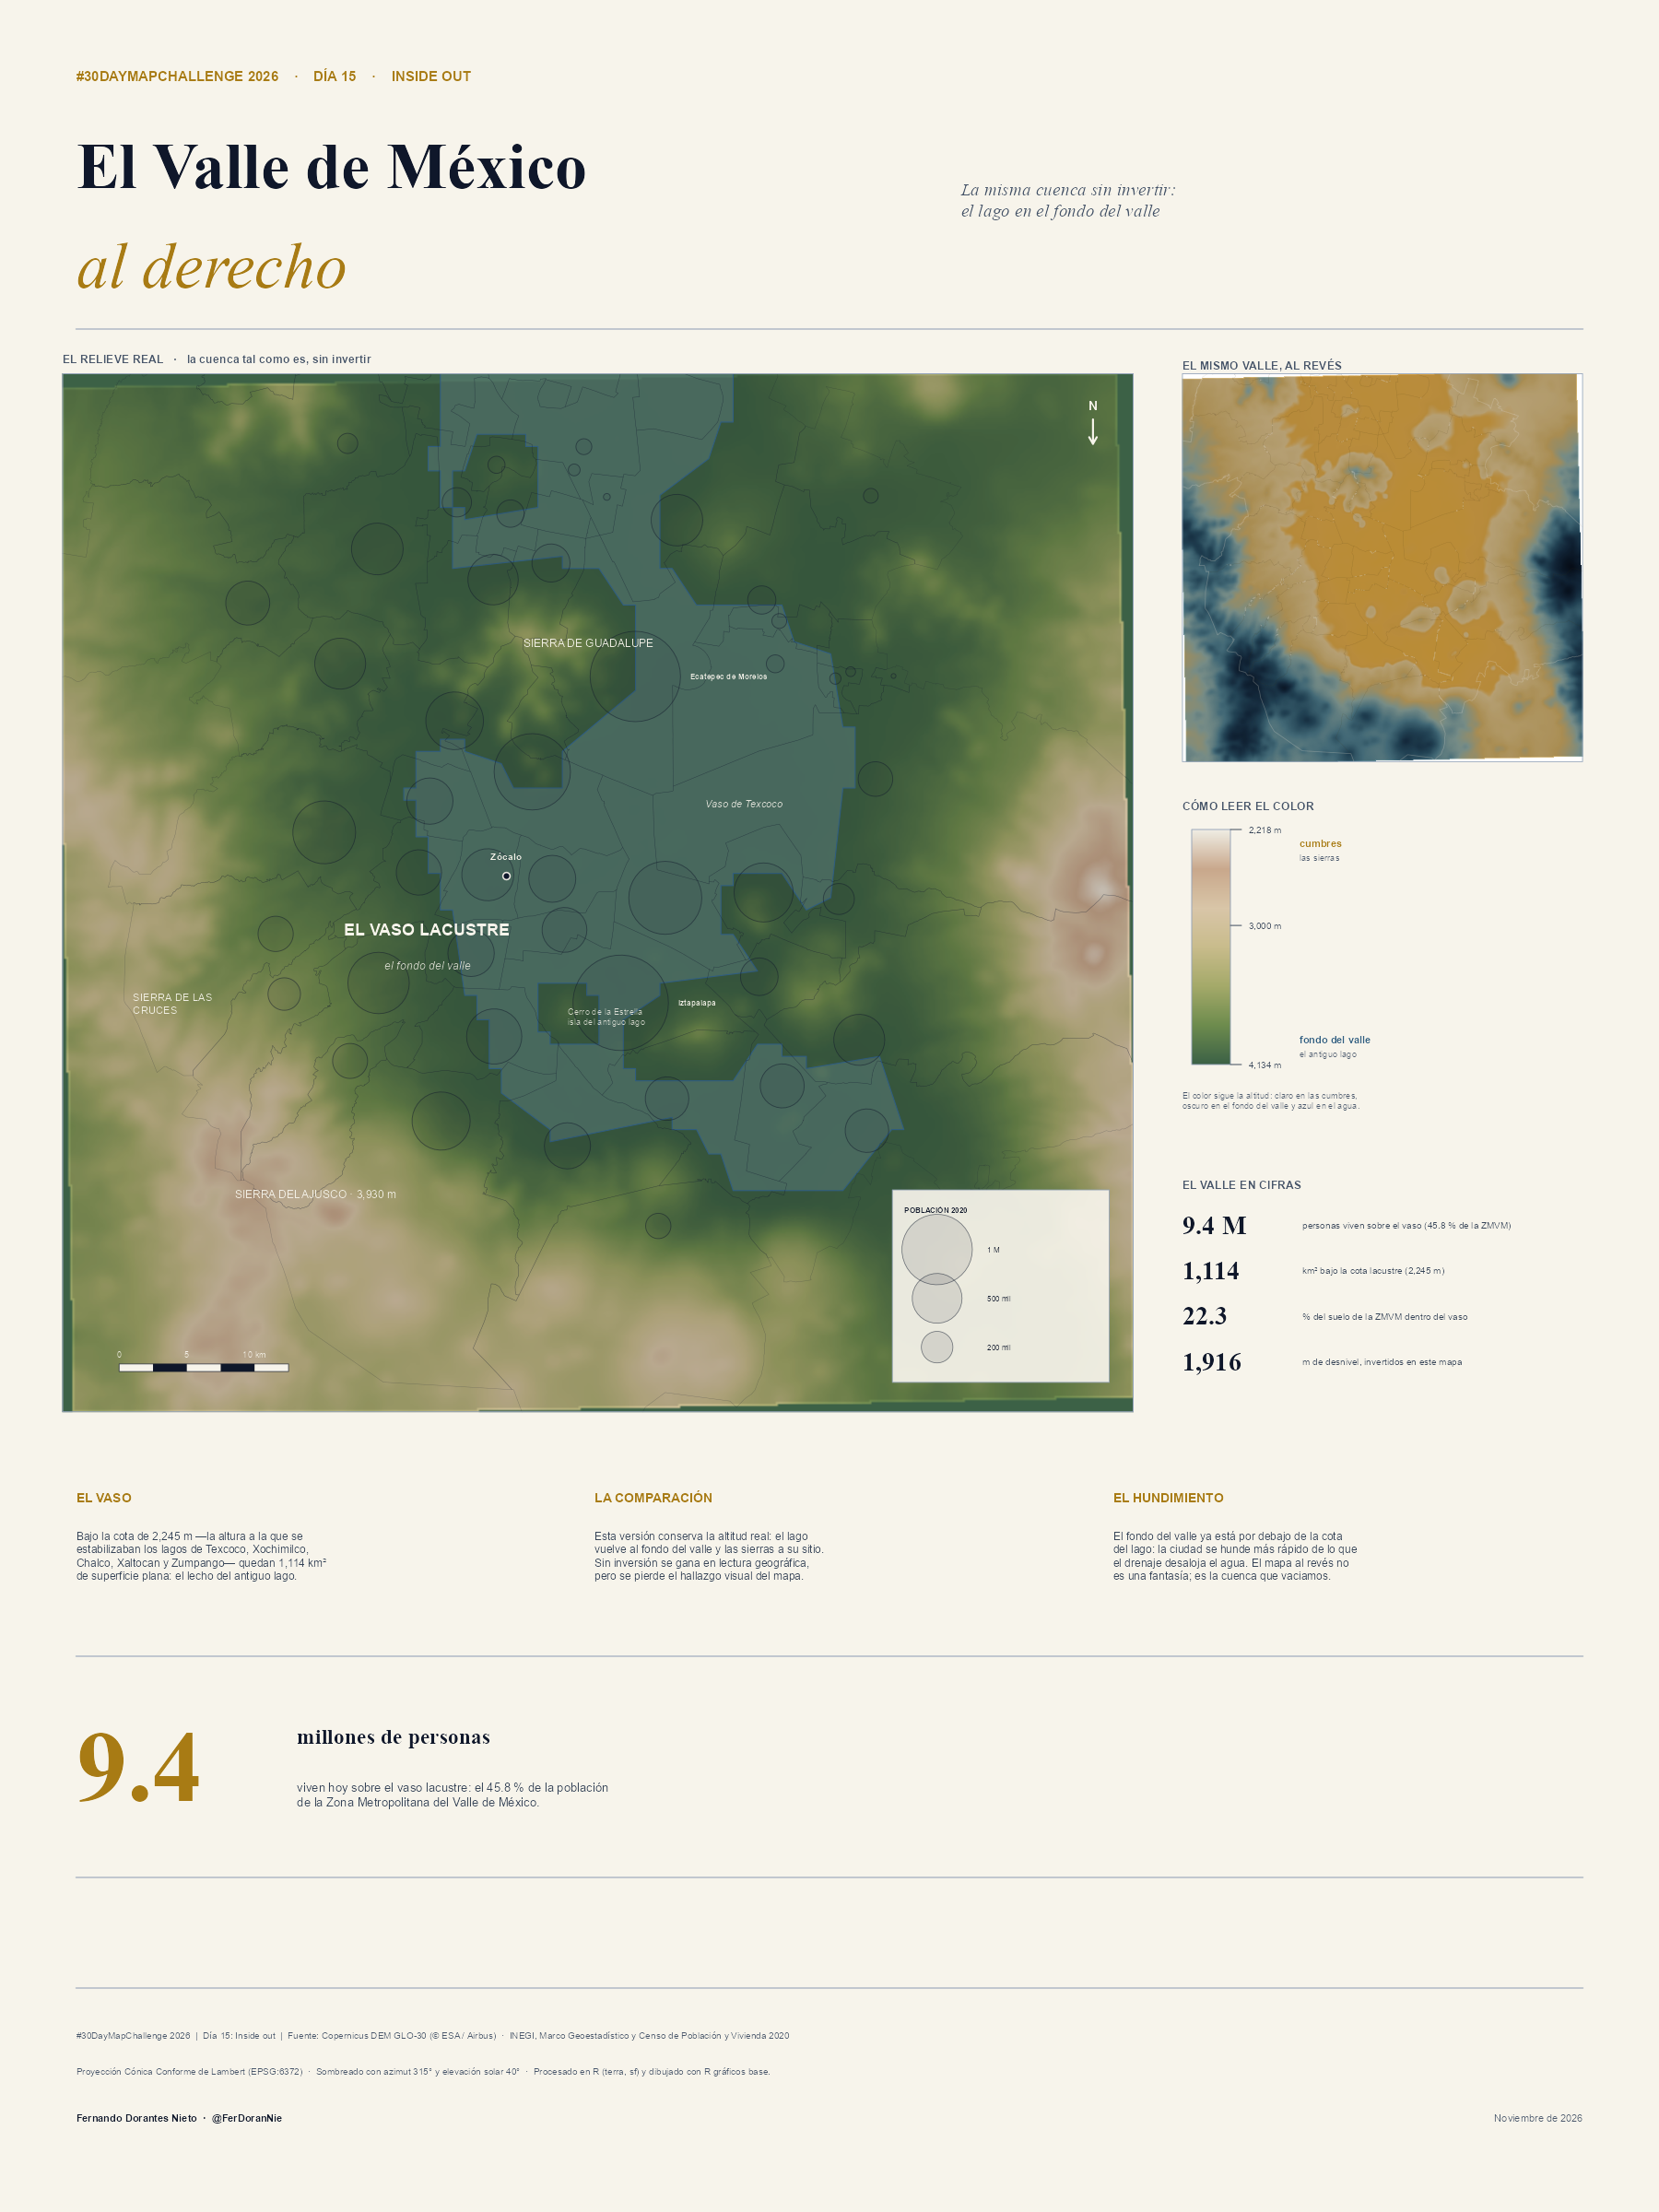 #30DAYMAPCHALLENGE 2026 · DÍA 15 · INSIDE OUT
El Valle de México
al derecho
La misma cuenca sin invertir:
el lago en el fondo del valle
EL RELIEVE REAL · la cuenca tal como es, sin invertir
N
SIERRA DE GUADALUPE
Ecatepec de Morelos
Vaso de Texcoco
Zócalo
EL VASO LACUSTRE
el fondo del valle
SIERRA DE LAS
CRUCES
Cerro de la Estrella
isla del antiguo lago
Iztapalapa
SIERRA DEL AJUSCO · 3,930 m
0 5 10 km
POBLACIÓN 2020
1 M
500 mil
200 mil
EL MISMO VALLE, AL REVÉS
CÓMO LEER EL COLOR
2,218 m
cumbres
las sierras
3,000 m
fondo del valle
el antiguo lago
4,134 m
El color sigue la altitud: claro en las cumbres,
oscuro en el fondo del valle y azul en el agua.
EL VALLE EN CIFRAS
9.4 M personas viven sobre el vaso (45.8 % de la ZMVM)
1,114 km² bajo la cota lacustre (2,245 m)
22.3 % del suelo de la ZMVM dentro del vaso
1,916 m de desnivel, invertidos en este mapa
EL VASO
Bajo la cota de 2,245 m —la altura a la que se
estabilizaban los lagos de Texcoco, Xochimilco,
Chalco, Xaltocan y Zumpango— quedan 1,114 km²
de superficie plana: el lecho del antiguo lago.
LA COMPARACIÓN
Esta versión conserva la altitud real: el lago
vuelve al fondo del valle y las sierras a su sitio.
Sin inversión se gana en lectura geográfica,
pero se pierde el hallazgo visual del mapa.
EL HUNDIMIENTO
El fondo del valle ya está por debajo de la cota
del lago: la ciudad se hunde más rápido de lo que
el drenaje desaloja el agua. El mapa al revés no
es una fantasía; es la cuenca que vaciamos.
9.4
millones de personas
viven hoy sobre el vaso lacustre: el 45.8 % de la población
de la Zona Metropolitana del Valle de México.
#30DayMapChallenge 2026 | Día 15: Inside out | Fuente: Copernicus DEM GLO-30 (© ESA / Airbus) · INEGI, Marco Geoestadístico y Censo de Población y Vivienda 2020
Proyección Cónica Conforme de Lambert (EPSG:6372) · Sombreado con azimut 315° y elevación solar 40° · Procesado en R (terra, sf) y dibujado con R gráficos base.
Fernando Dorantes Nieto · @FerDoranNie
Noviembre de 2026